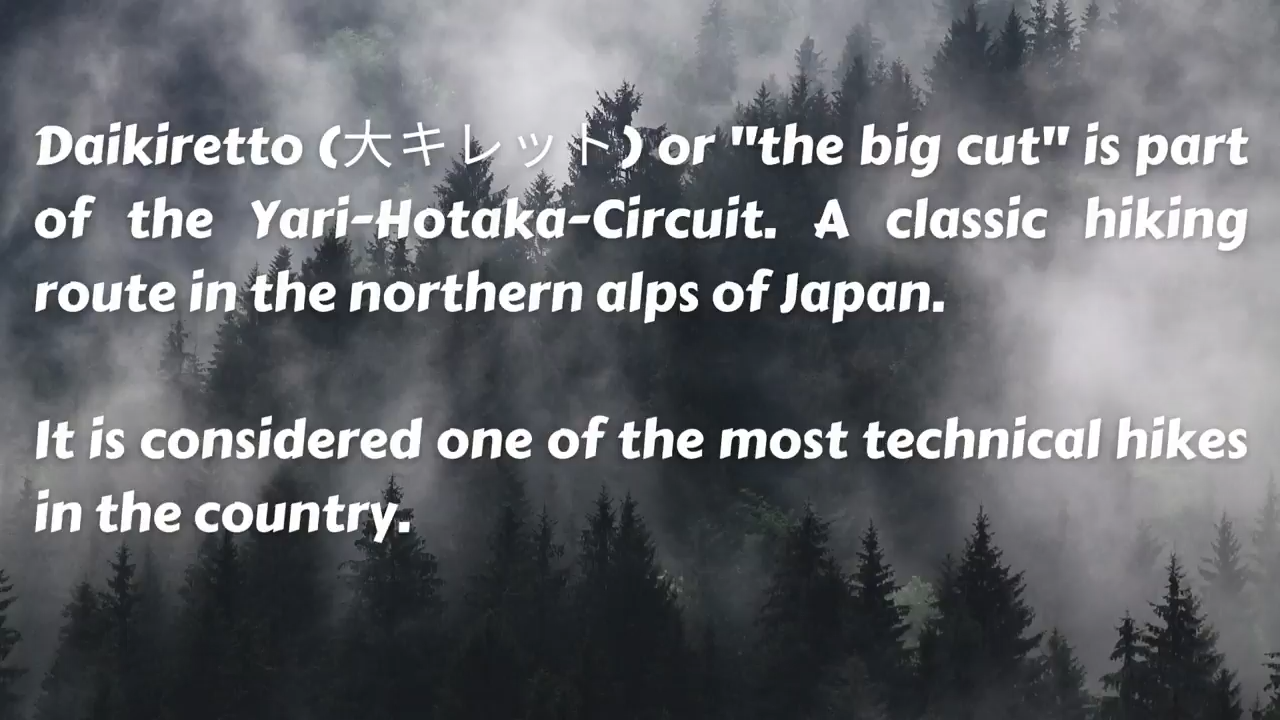 Daikiretto (大キレット) or "the big cut" is part
of the Yari-Hotaka-Circuit. A classic hiking
route in the northern alps of Japan.
It is considered one of the most technical hikes
in the country.